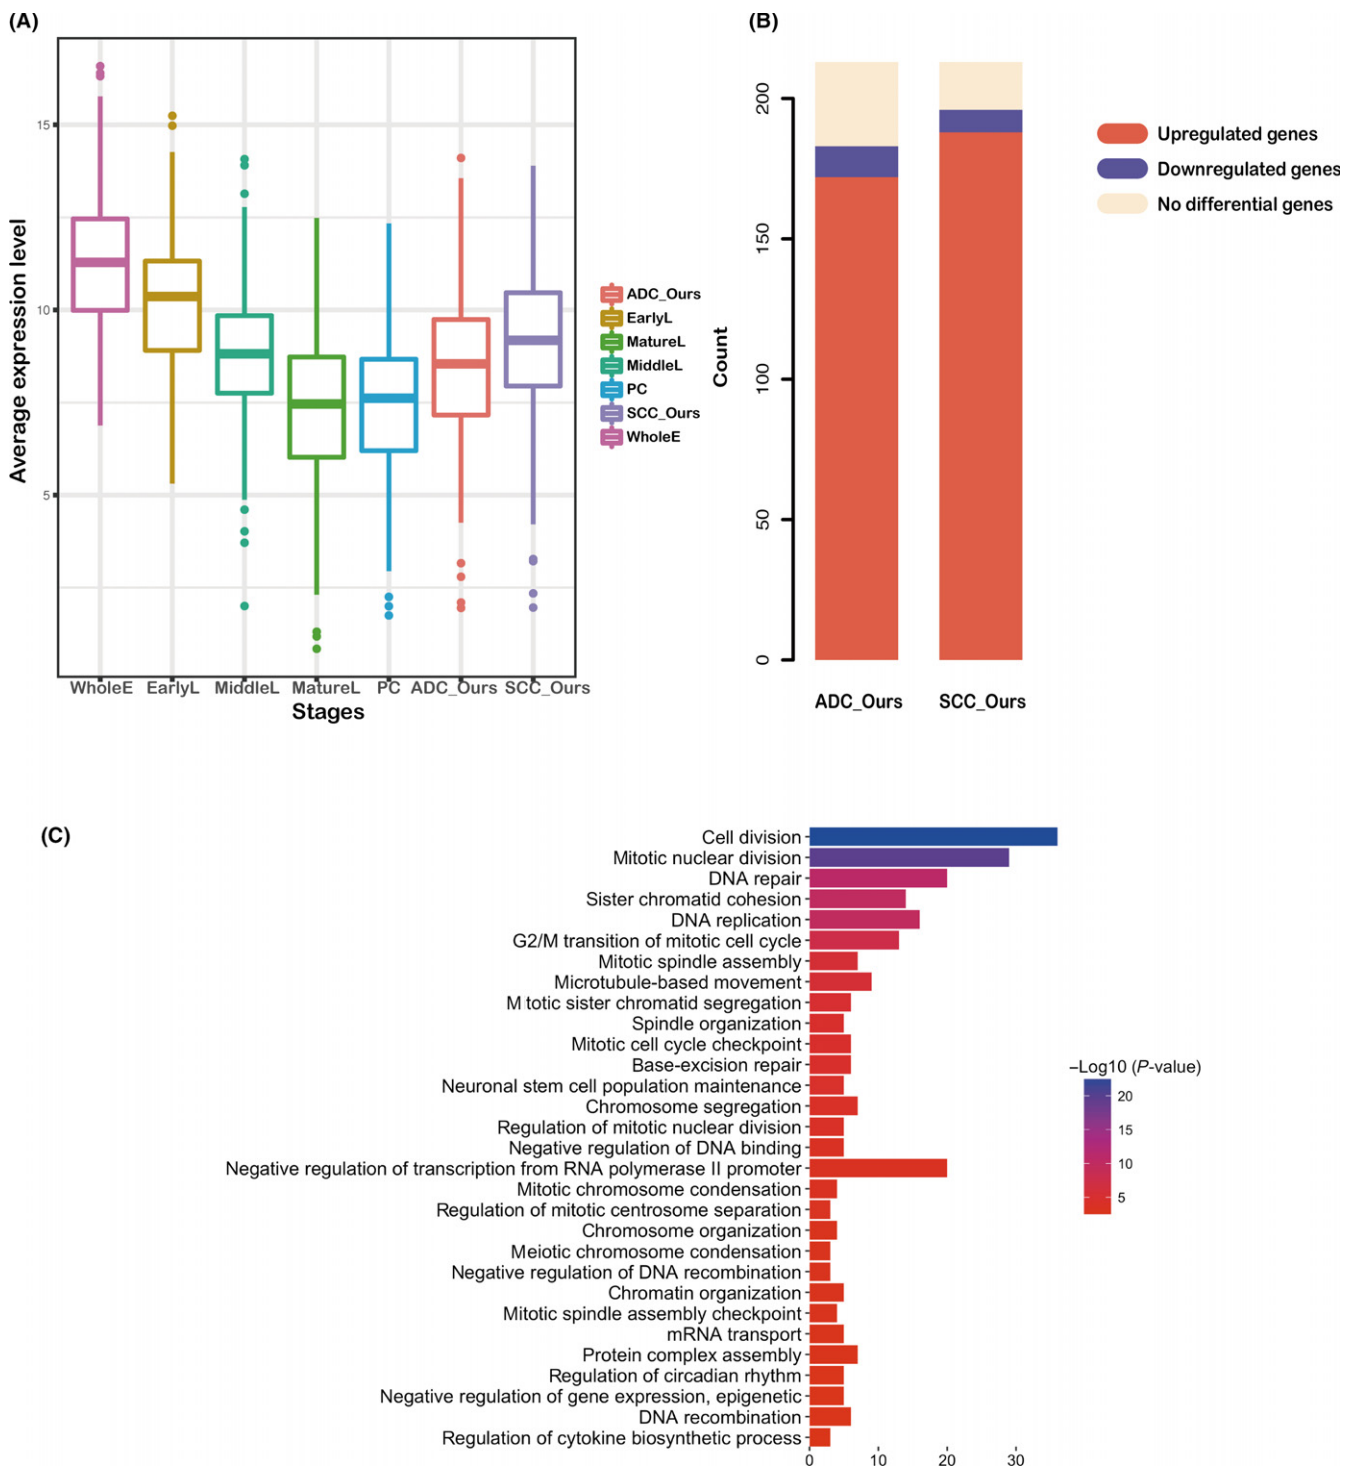 (A)
Average expression level
15
10
5
WholeE EarlyL MiddleL MatureL PC ADC_Ours SCC_Ours
Stages
ADC_Ours
EarlyL
MatureL
MiddleL
PC
SCC_Ours
WholeE
(B)
Count
200
150
100
50
0
ADC_Ours SCC_Ours
Upregulated genes
Downregulated genes
No differential genes
(C)
Cell division
Mitotic nuclear division
DNA repair
Sister chromatid cohesion
DNA replication
G2/M transition of mitotic cell cycle
Mitotic spindle assembly
Microtubule-based movement
M totic sister chromatid segregation
Spindle organization
Mitotic cell cycle checkpoint
Base-excision repair
Neuronal stem cell population maintenance
Chromosome segregation
Regulation of mitotic nuclear division
Negative regulation of DNA binding
Negative regulation of transcription from RNA polymerase II promoter
Mitotic chromosome condensation
Regulation of mitotic centrosome separation
Chromosome organization
Meiotic chromosome condensation
Negative regulation of DNA recombination
Chromatin organization
Mitotic spindle assembly checkpoint
mRNA transport
Protein complex assembly
Regulation of circadian rhythm
Negative regulation of gene expression, epigenetic
DNA recombination
Regulation of cytokine biosynthetic process
0 10 20 30
−Log10 (P-value)
20
15
10
5